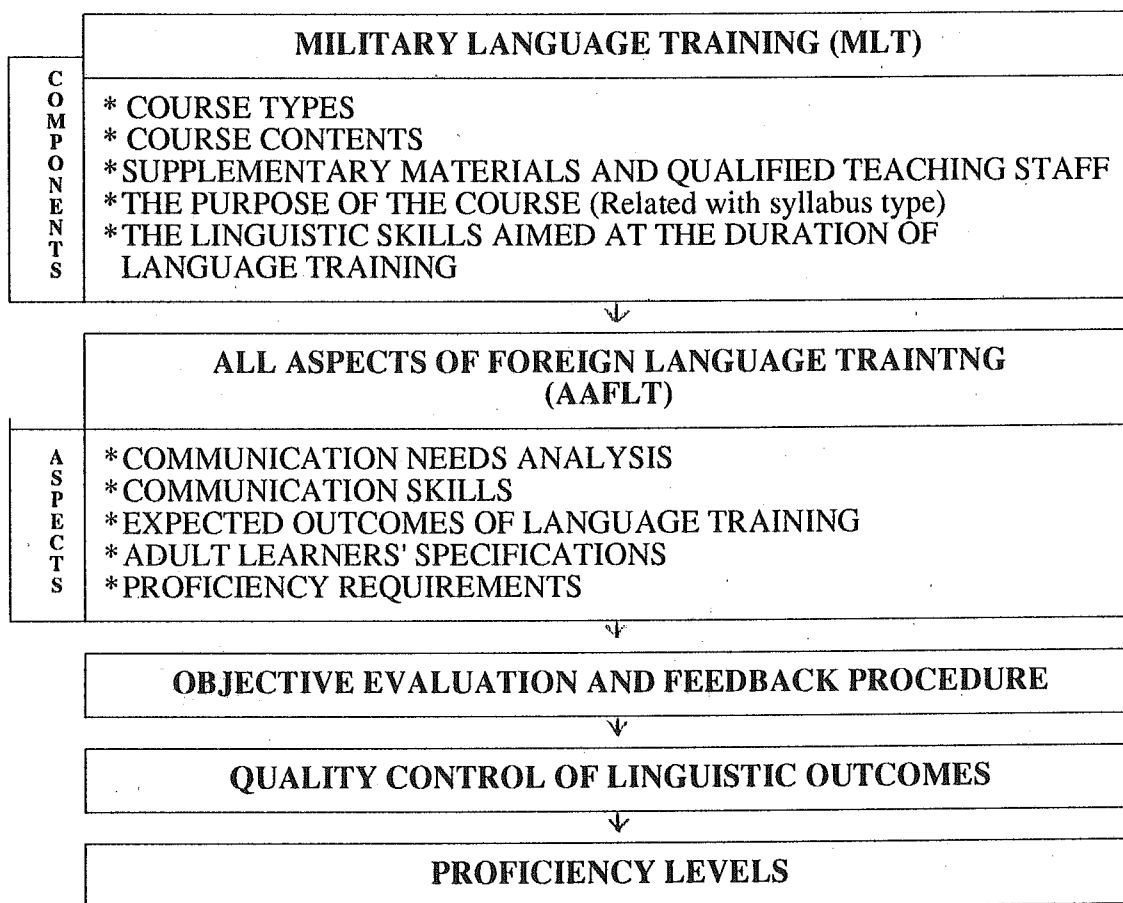 MILITARY LANGUAGE TRAINING (MLT)
COMPONENTS
* COURSE TYPES
* COURSE CONTENTS
* SUPPLEMENTARY MATERIALS AND QUALIFIED TEACHING STAFF
* THE PURPOSE OF THE COURSE (Related with syllabus type)
* THE LINGUISTIC SKILLS AIMED AT THE DURATION OF
LANGUAGE TRAINING
ALL ASPECTS OF FOREIGN LANGUAGE TRAINTNG
(AAFLT)
ASPECTS
* COMMUNICATION NEEDS ANALYSIS
* COMMUNICATION SKILLS
* EXPECTED OUTCOMES OF LANGUAGE TRAINING
* ADULT LEARNERS' SPECIFICATIONS
* PROFICIENCY REQUIREMENTS
OBJECTIVE EVALUATION AND FEEDBACK PROCEDURE
QUALITY CONTROL OF LINGUISTIC OUTCOMES
PROFICIENCY LEVELS